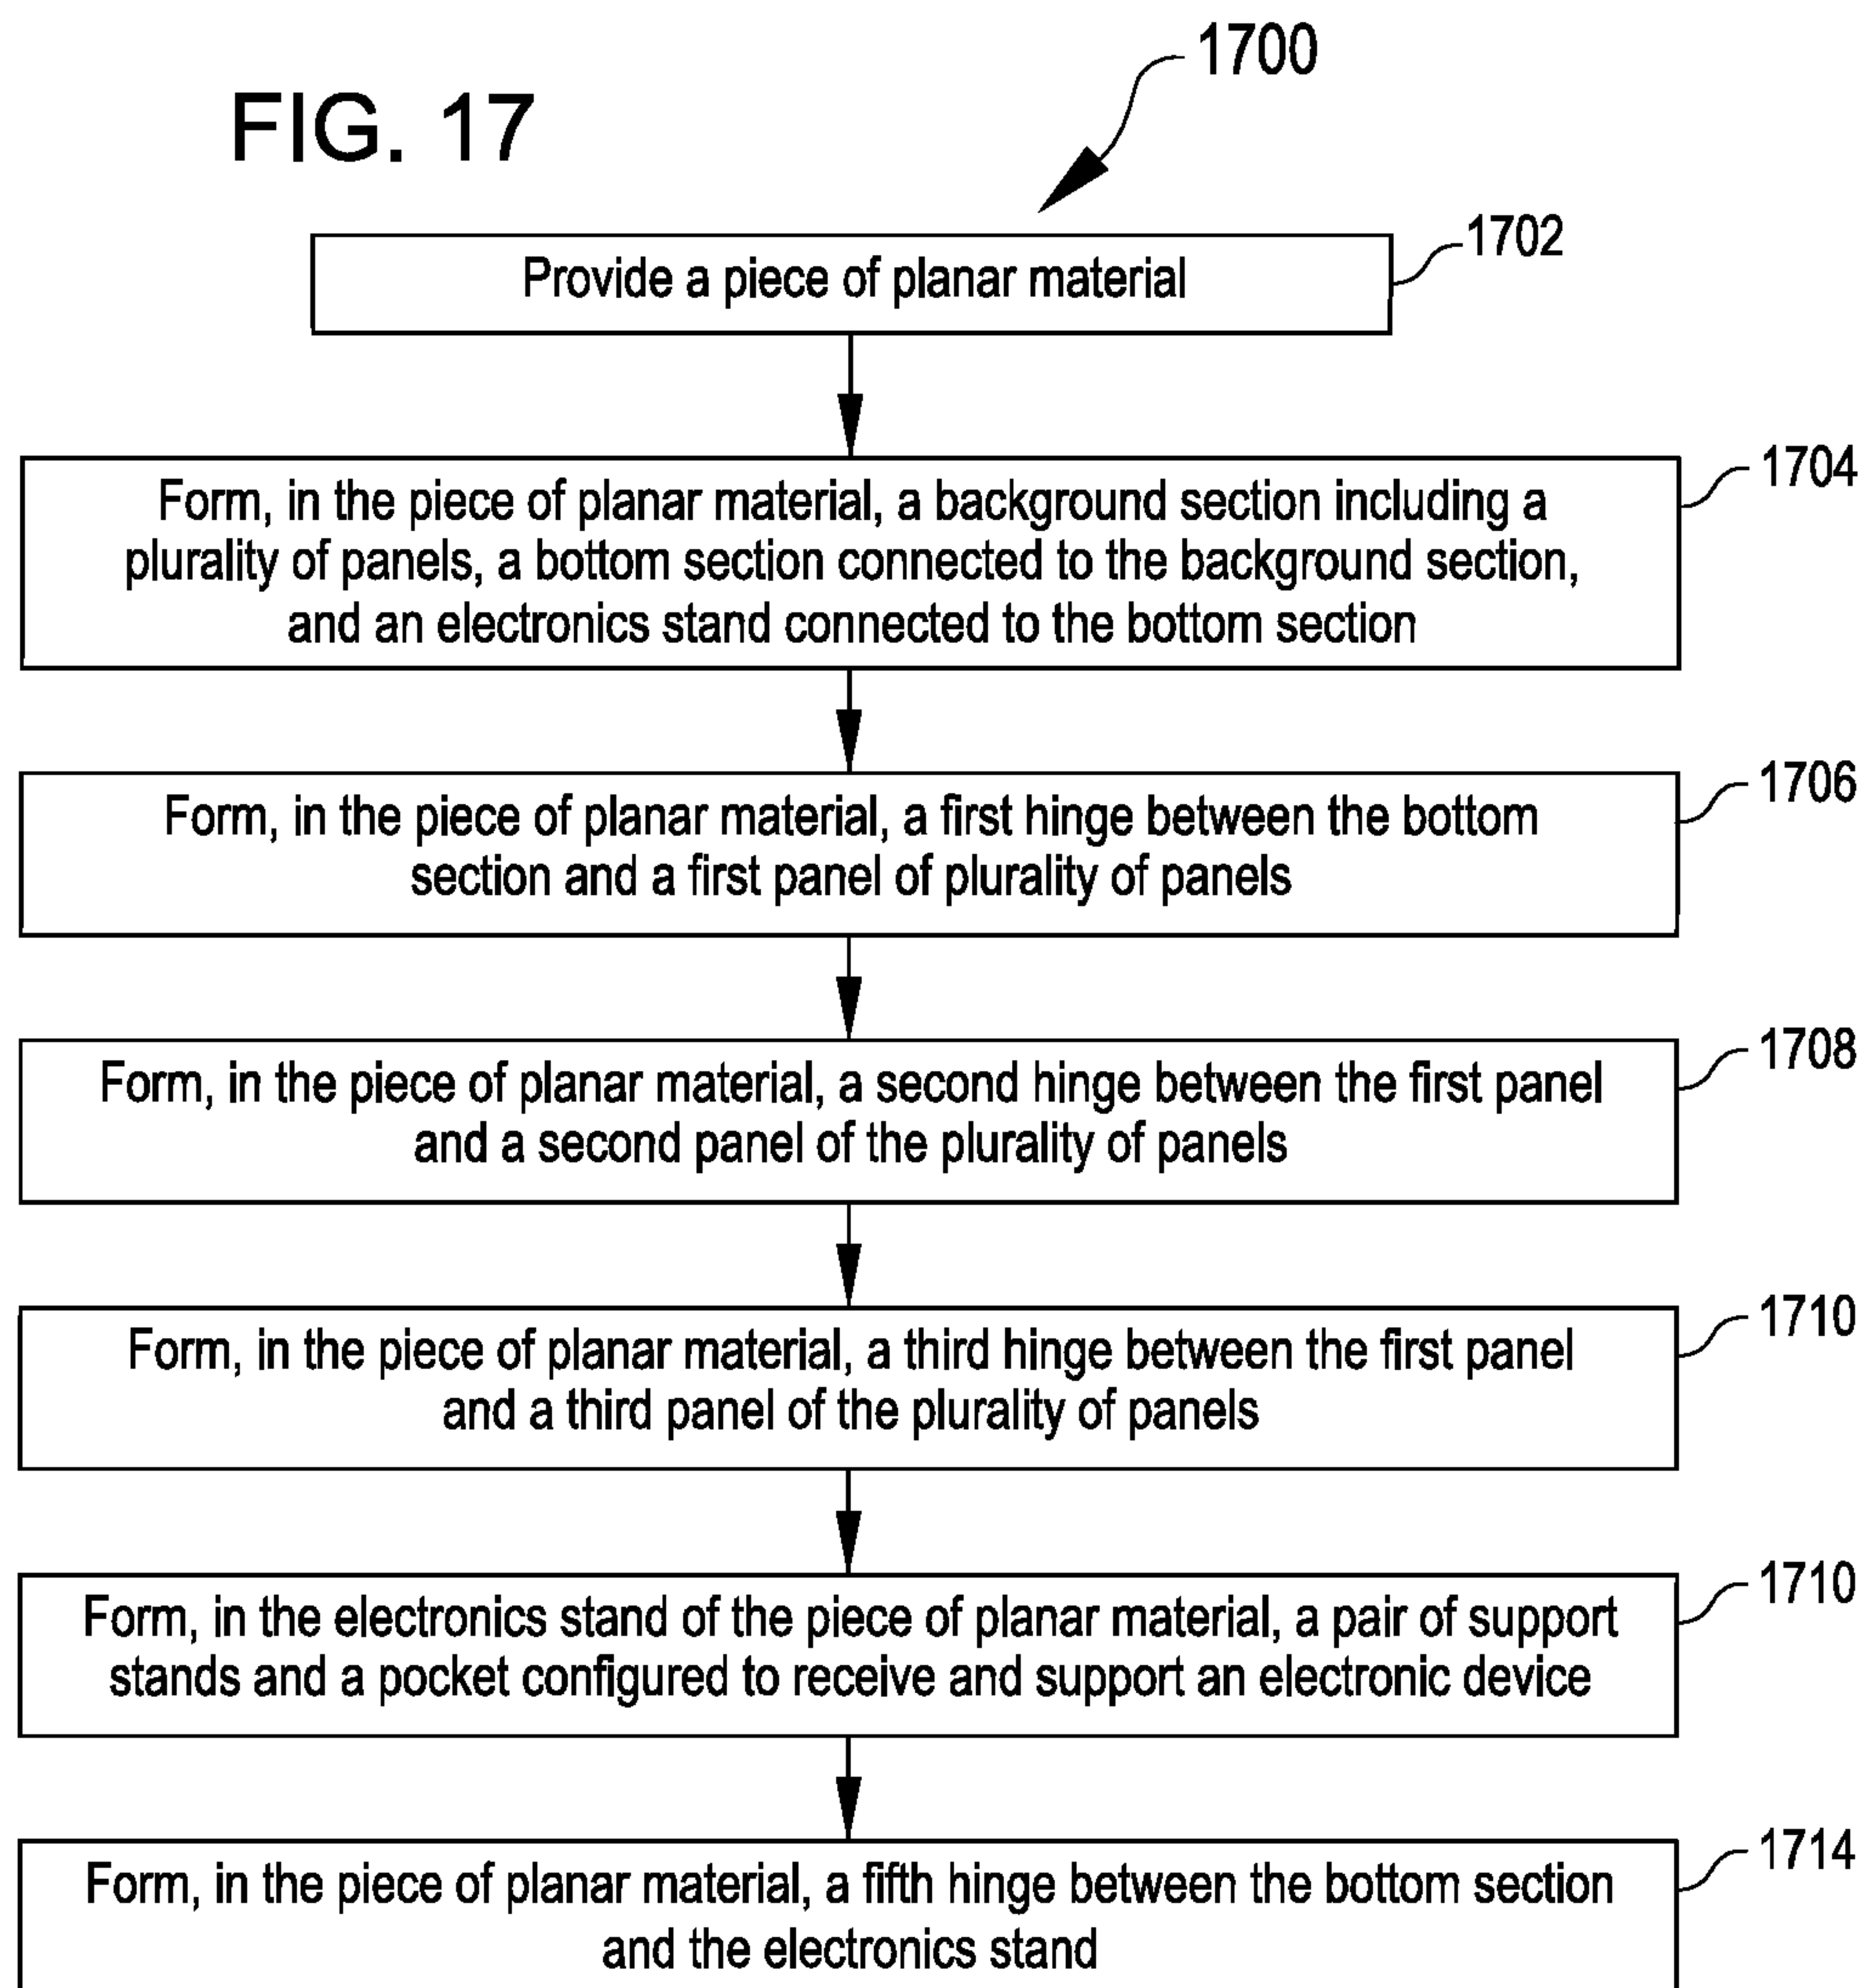 1700
FIG. 17
1702
Provide a piece of planar material
1704
Form, in the piece of planar material, a background section including a
plurality of panels, a bottom section connected to the background section,
and an electronics stand connected to the bottom section
1706
Form, in the piece of planar material, a first hinge between the bottom
section and a first panel of plurality of panels
1708
Form, in the piece of planar material, a second hinge between the first panel
and a second panel of the plurality of panels
1710
Form, in the piece of planar material, a third hinge between the first panel
and a third panel of the plurality of panels
1710
Form, in the electronics stand of the piece of planar material, a pair of support
stands and a pocket configured to receive and support an electronic device
1714
Form, in the piece of planar material, a fifth hinge between the bottom section
and the electronics stand